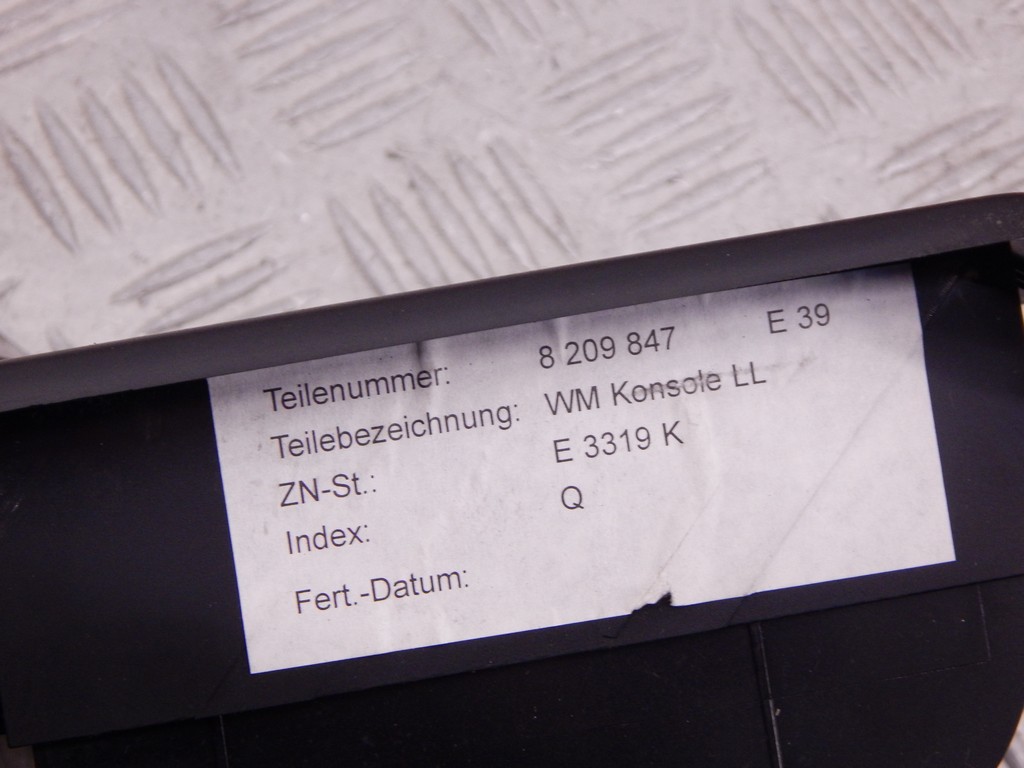 Teilenummer: 8 209 847 E 39
Teilebezeichnung: WM Konsole LL
ZN-St.: E 3319 K
Index: Q
Fert.-Datum: